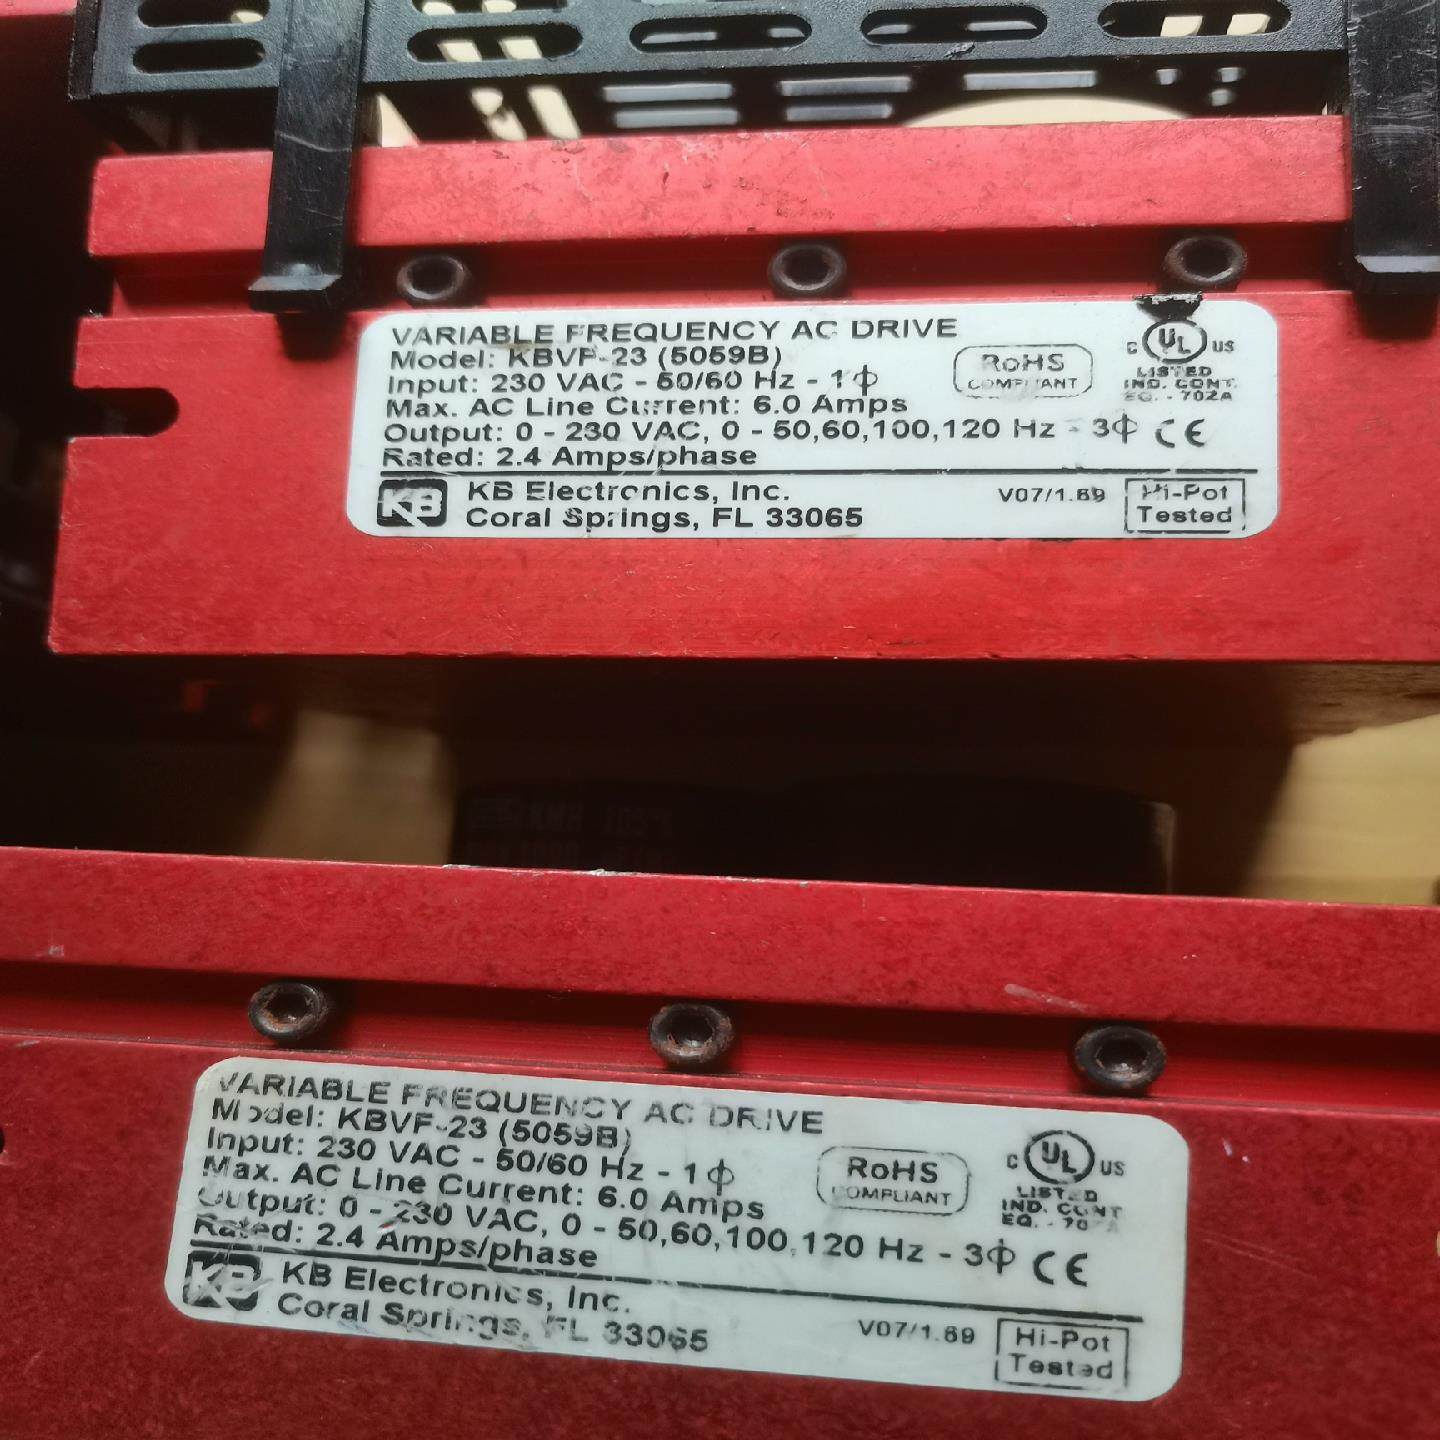 VARIABLE FREQUENCY AC DRIVE
Model: KBVF-23 (5059B)
Input: 230 VAC - 50/60 Hz - 1ϕ
Max. AC Line Current: 6.0 Amps
Output: 0 - 230 VAC, 0 - 50,60,100,120 Hz - 3ϕ
Rated: 2.4 Amps/phase
RoHS
COMPLIANT
C UL US
LISTED
IND. CONT.
EQ. - 702A
CE
KB
KB Electronics, Inc.
Coral Springs, FL 33065
V07/1.69
Hi-Pot
Tested
VARIABLE FREQUENCY AC DRIVE
Model: KBVF-23 (5059B)
Input: 230 VAC - 50/60 Hz - 1ϕ
Max. AC Line Current: 6.0 Amps
Output: 0 - 230 VAC, 0 - 50,60,100,120 Hz - 3ϕ
Rated: 2.4 Amps/phase
RoHS
COMPLIANT
C UL US
LISTED
IND. CONT
EQ. - 702A
CE
KB
KB Electronics, Inc.
Coral Springs, FL 33065
V07/1.69
Hi-Pot
Tested